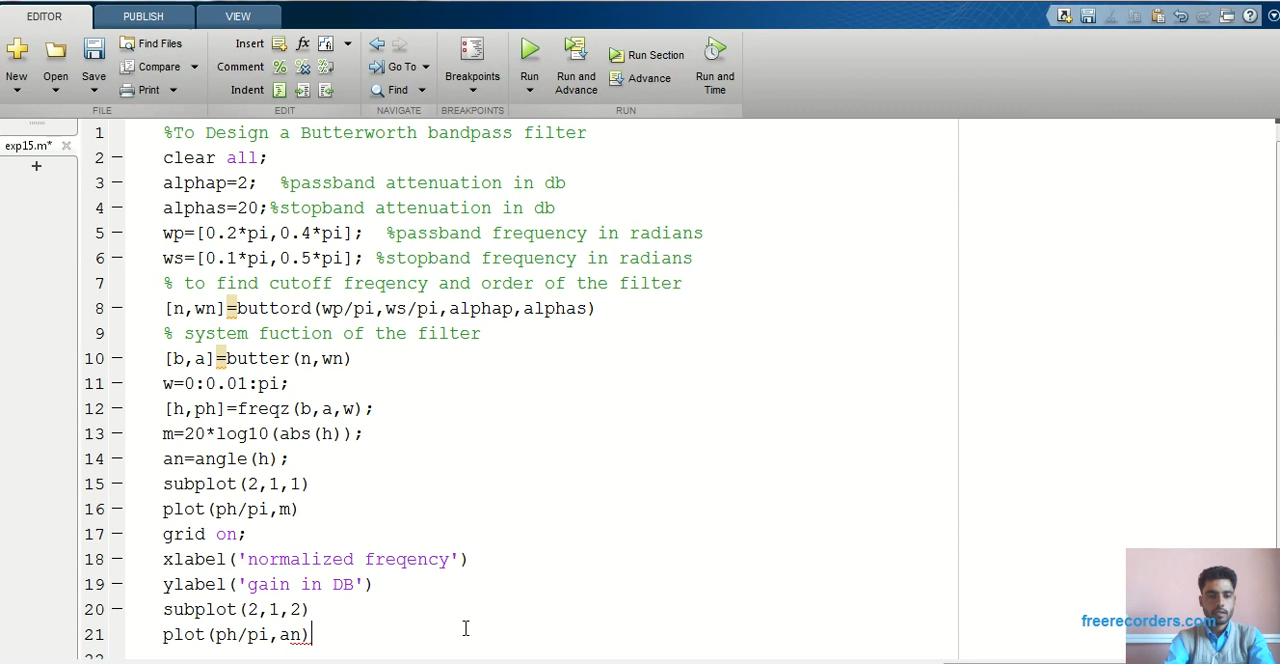 EDITOR PUBLISH VIEW
Find Files Insert fx
New Open Save Compare Comment Go To Breakpoints Run Run and Advance Run Section Advance Run and Time
Print Indent Find
FILE EDIT NAVIGATE BREAKPOINTS RUN
exp15.m* 
+
1 %To Design a Butterworth bandpass filter
2 clear all;
3 alphap=2; %passband attenuation in db
4 alphas=20;%stopband attenuation in db
5 wp=[0.2*pi,0.4*pi]; %passband frequency in radians
6 ws=[0.1*pi,0.5*pi]; %stopband frequency in radians
7 % to find cutoff freqency and order of the filter
8 [n,wn]=buttord(wp/pi,ws/pi,alphap,alphas)
9 % system fuction of the filter
10 [b,a]=butter(n,wn)
11 w=0:0.01:pi;
12 [h,ph]=freqz(b,a,w);
13 m=20*log10(abs(h));
14 an=angle(h);
15 subplot(2,1,1)
16 plot(ph/pi,m)
17 grid on;
18 xlabel('normalized freqency')
19 ylabel('gain in DB')
20 subplot(2,1,2)
21 plot(ph/pi,an)
22
freerecorders.com